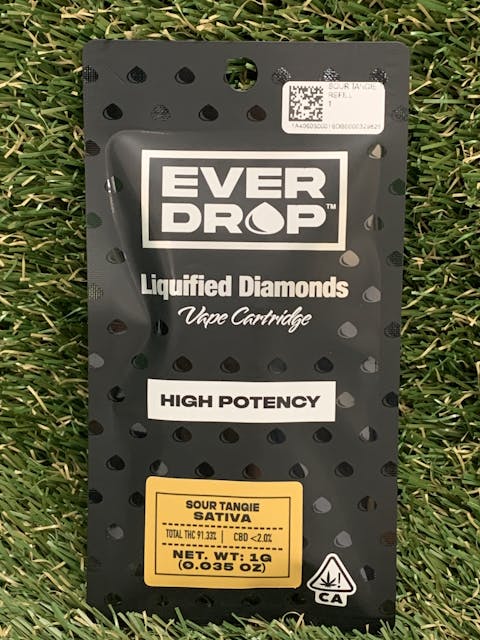 SOUR TANGIE
REFILL
1
EVER
DROP™
Liquified Diamonds
Vape Cartridge
HIGH POTENCY
SOUR TANGIE
SATIVA
TOTAL THC 91.33% | CBD <2.0%
NET. WT: 1G
(0.035 OZ)
CA